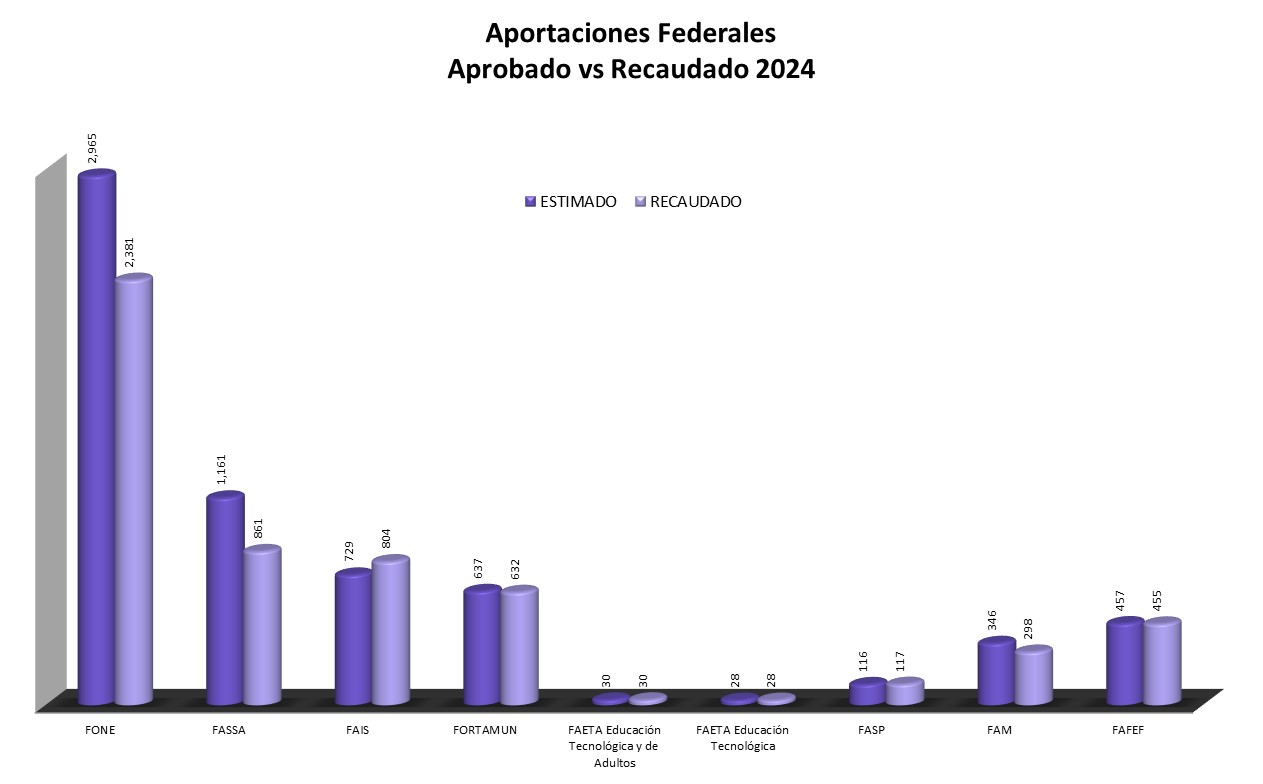 Aportaciones Federales
Aprobado vs Recaudado 2024
ESTIMADO RECAUDADO
2,965
2,381
1,161
861
729
804
637
632
30
30
28
28
116
117
346
298
457
455
FONE
FASSA
FAIS
FORTAMUN
FAETA Educación
Tecnológica y de
Adultos
FAETA Educación
Tecnológica
FASP
FAM
FAFEF